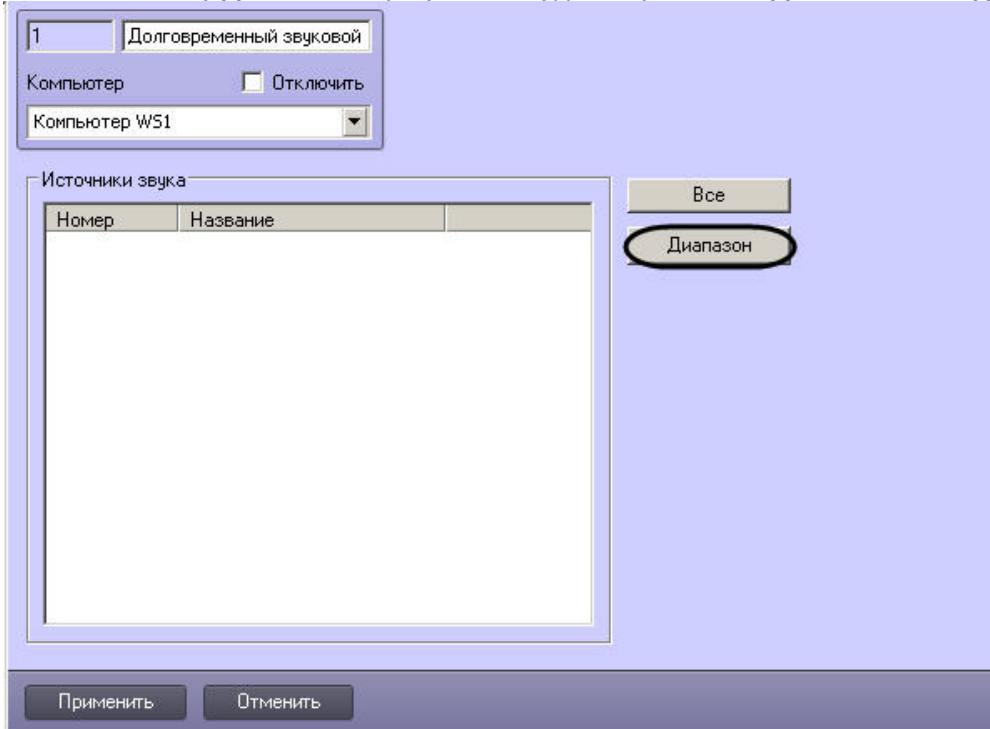 1 Долговременный звуковой
Компьютер Отключить
Компьютер WS1
Источники звука
Все
Номер Название
Диапазон
Применить Отменить